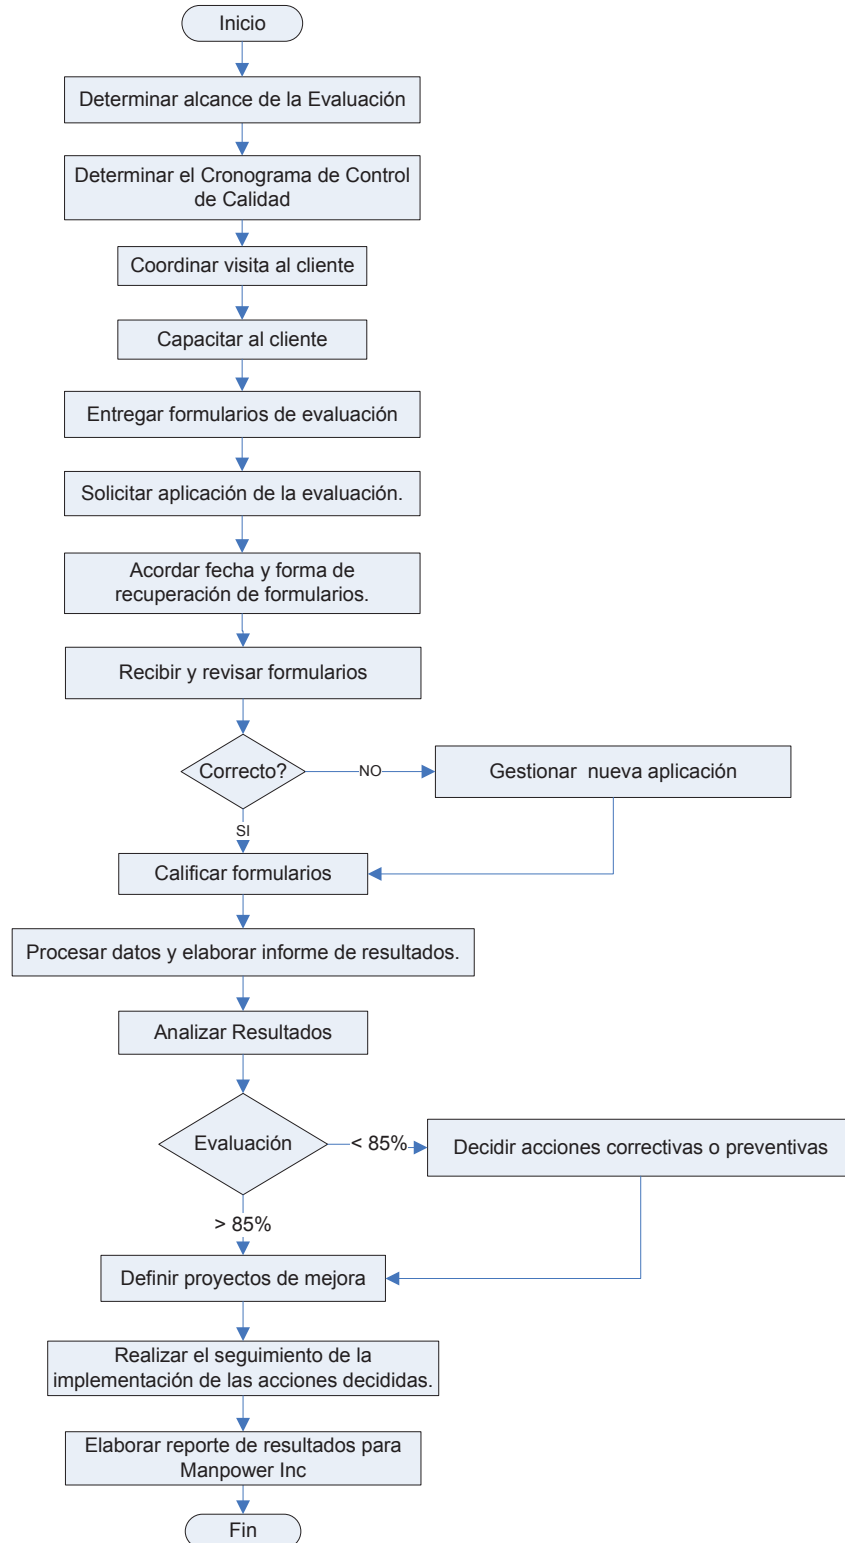 Inicio
Determinar alcance de la Evaluación
Determinar el Cronograma de Control
de Calidad
Coordinar visita al cliente
Capacitar al cliente
Entregar formularios de evaluación
Solicitar aplicación de la evaluación.
Acordar fecha y forma de
recuperación de formularios.
Recibir y revisar formularios
Correcto?
NO
Gestionar nueva aplicación
SI
Calificar formularios
Procesar datos y elaborar informe de resultados.
Analizar Resultados
Evaluación
< 85%
Decidir acciones correctivas o preventivas
> 85%
Definir proyectos de mejora
Realizar el seguimiento de la
implementación de las acciones decididas.
Elaborar reporte de resultados para
Manpower Inc
Fin